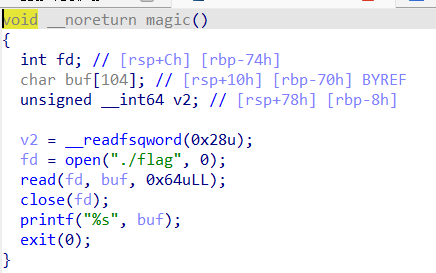 void __noreturn magic()
{
  int fd; // [rsp+Ch] [rbp-74h]
  char buf[104]; // [rsp+10h] [rbp-70h] BYREF
  unsigned __int64 v2; // [rsp+78h] [rbp-8h]

  v2 = __readfsqword(0x28u);
  fd = open("./flag", 0);
  read(fd, buf, 0x64uLL);
  close(fd);
  printf("%s", buf);
  exit(0);
}